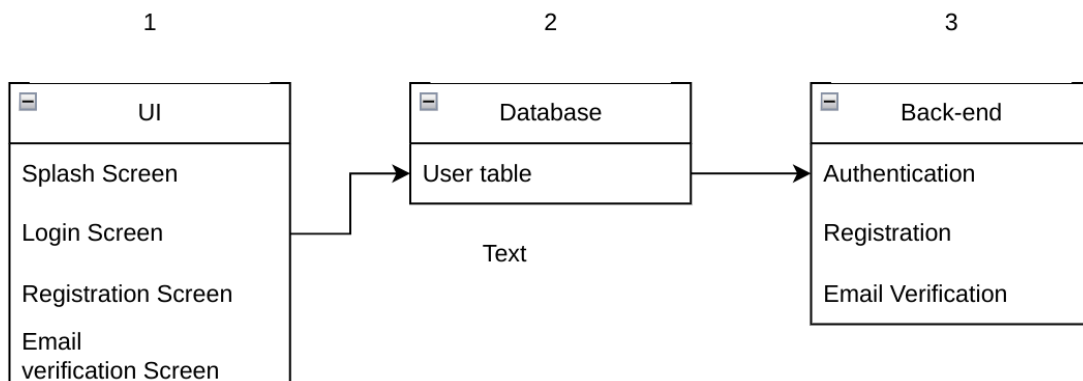 1
2
3
UI
Database
Back-end
Splash Screen
User table
Authentication
Login Screen
Registration
Text
Registration Screen
Email Verification
Email
verification Screen